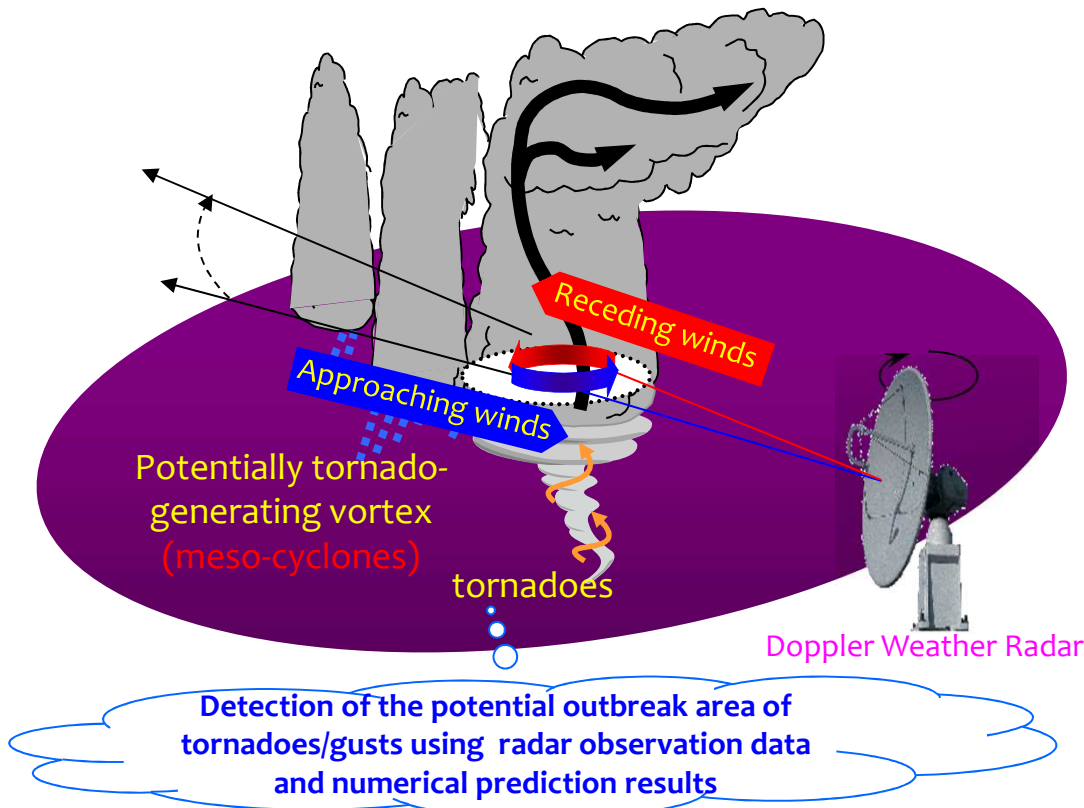 Receding winds
Approaching winds
Potentially tornado-
generating vortex
(meso-cyclones)
tornadoes
Doppler Weather Radar
Detection of the potential outbreak area of
tornadoes/gusts using radar observation data
and numerical prediction results